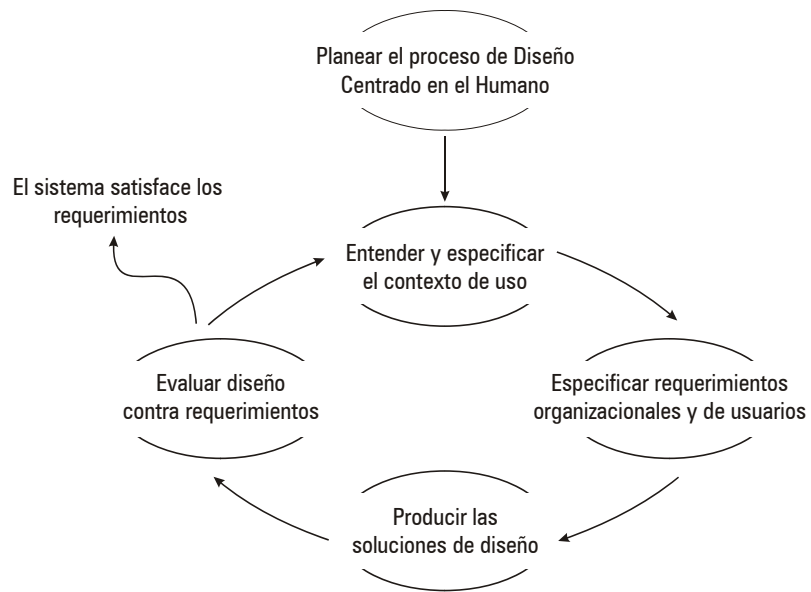 Planear el proceso de Diseño
Centrado en el Humano
El sistema satisface los
requerimientos
Entender y especificar
el contexto de uso
Evaluar diseño
contra requerimientos
Especificar requerimientos
organizacionales y de usuarios
Producir las
soluciones de diseño